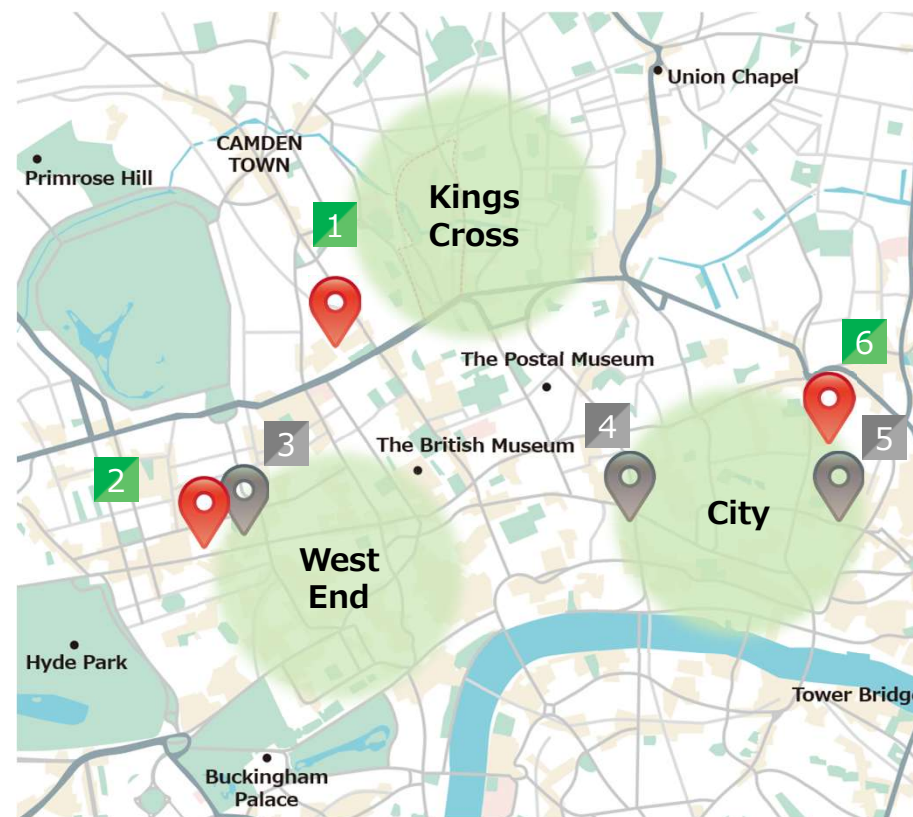 Union Chapel
CAMDEN
TOWN
Primrose Hill
Kings
Cross
1
6
The Postal Museum
4
3
The British Museum
5
2
City
West
End
Hyde Park
Tower Bridge
Buckingham
Palace